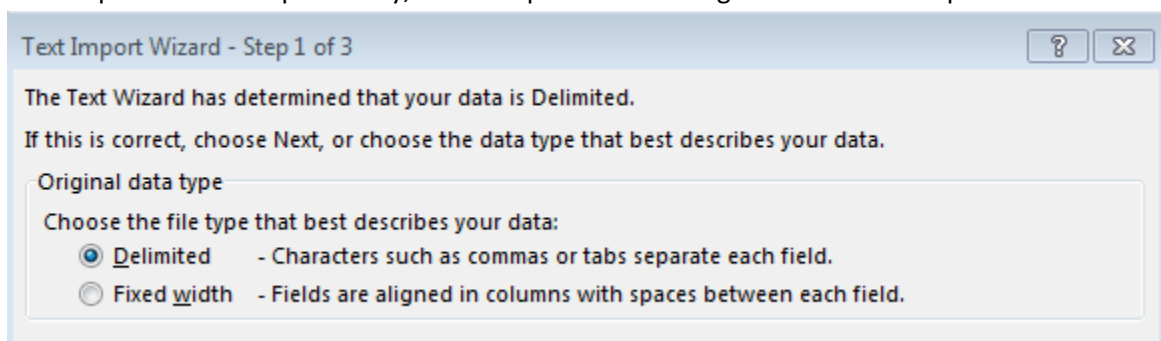 Text Import Wizard - Step 1 of 3
The Text Wizard has determined that your data is Delimited.
If this is correct, choose Next, or choose the data type that best describes your data.
Original data type
Choose the file type that best describes your data:
Delimited - Characters such as commas or tabs separate each field.
Fixed width - Fields are aligned in columns with spaces between each field.